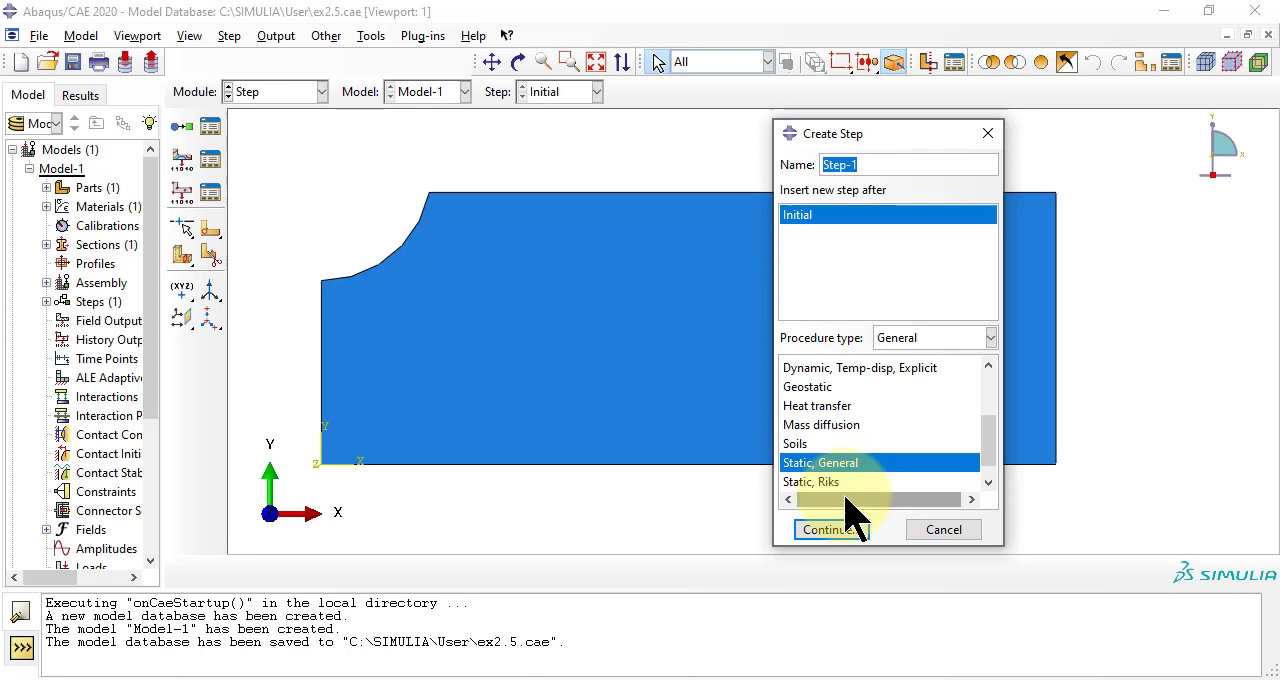 Abaqus/CAE 2020 - Model Database: C:\SIMULIA\User\ex2.5.cae [Viewport: 1]
File Model Viewport View Step Output Other Tools Plug-ins Help
All
Model Results
Module: Step Model: Model-1 Step: Initial
Models (1)
Model-1
Parts (1)
Materials (1)
Calibrations
Sections (1)
Profiles
Assembly
Steps (1)
Field Output
History Outp
Time Points
ALE Adaptiv
Interactions
Interaction P
Contact Con
Contact Initi
Contact Stab
Constraints
Connector S
Fields
Amplitudes
Loads
(XYZ)
Create Step
Name: Step-1
Insert new step after
Initial
Procedure type: General
Dynamic, Temp-disp, Explicit
Geostatic
Heat transfer
Mass diffusion
Soils
Static, General
Static, Riks
Continue... Cancel
Y
X
Z
Y
X
Y
X
SIMULIA
Executing "onCaeStartup()" in the local directory ...
A new model database has been created.
The model "Model-1" has been created.
The model database has been saved to "C:\SIMULIA\User\ex2.5.cae".